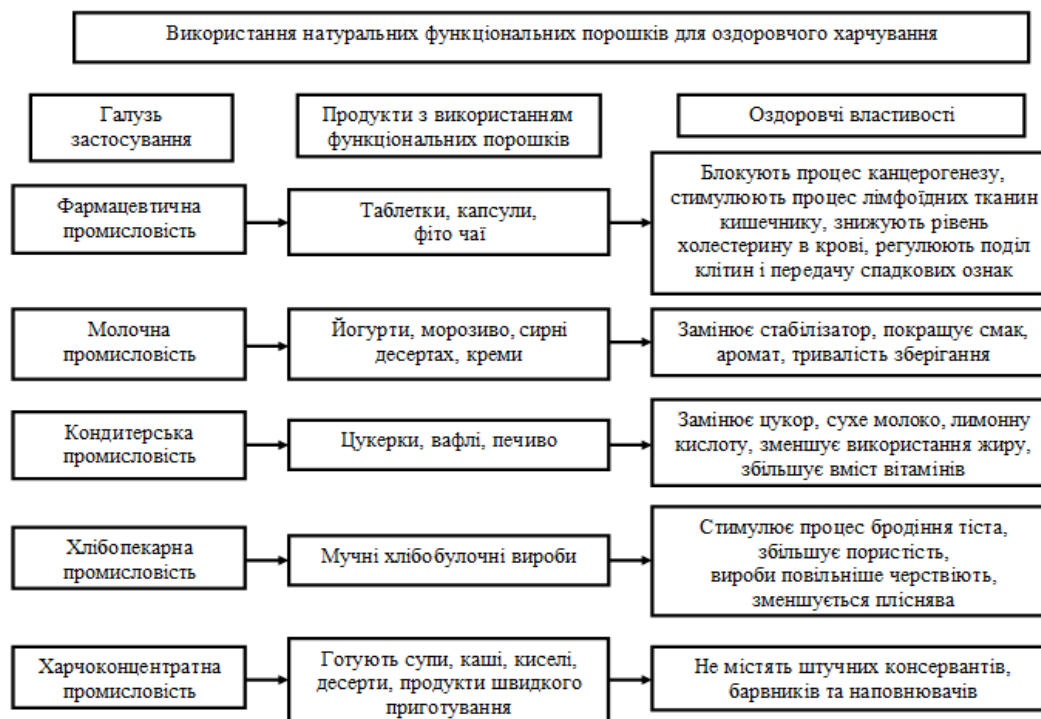 Використання натуральних функціональних порошків для оздоровчого харчування
Галузь
застосування
Продукти з використанням
функціональних порошків
Оздоровчі властивості
Фармацевтична
промисловість
Таблетки, капсули,
фіто чаї
Блокують процес канцерогенезу,
стимулюють процес лімфоїдних тканин
кишечнику, знижують рівень
холестерину в крові, регулюють поділ
клітин і передачу спадкових ознак
Молочна
промисловість
Йогурти, морозиво, сирні
десертах, креми
Замінює стабілізатор, покращує смак,
аромат, тривалість зберігання
Кондитерська
промисловість
Цукерки, вафлі, печиво
Замінює цукор, сухе молоко, лимонну
кислоту, зменшує використання жиру,
збільшує вміст вітамінів
Хлібопекарна
промисловість
Мучні хлібобулочні вироби
Стимулює процес бродіння тіста,
збільшує пористість,
вироби повільніше черствіють,
зменшується пліснява
Харчоконцентратна
промисловість
Готують супи, каші, киселі,
десерти, продукти швидкого
приготування
Не містять штучних консервантів,
барвників та наповнювачів